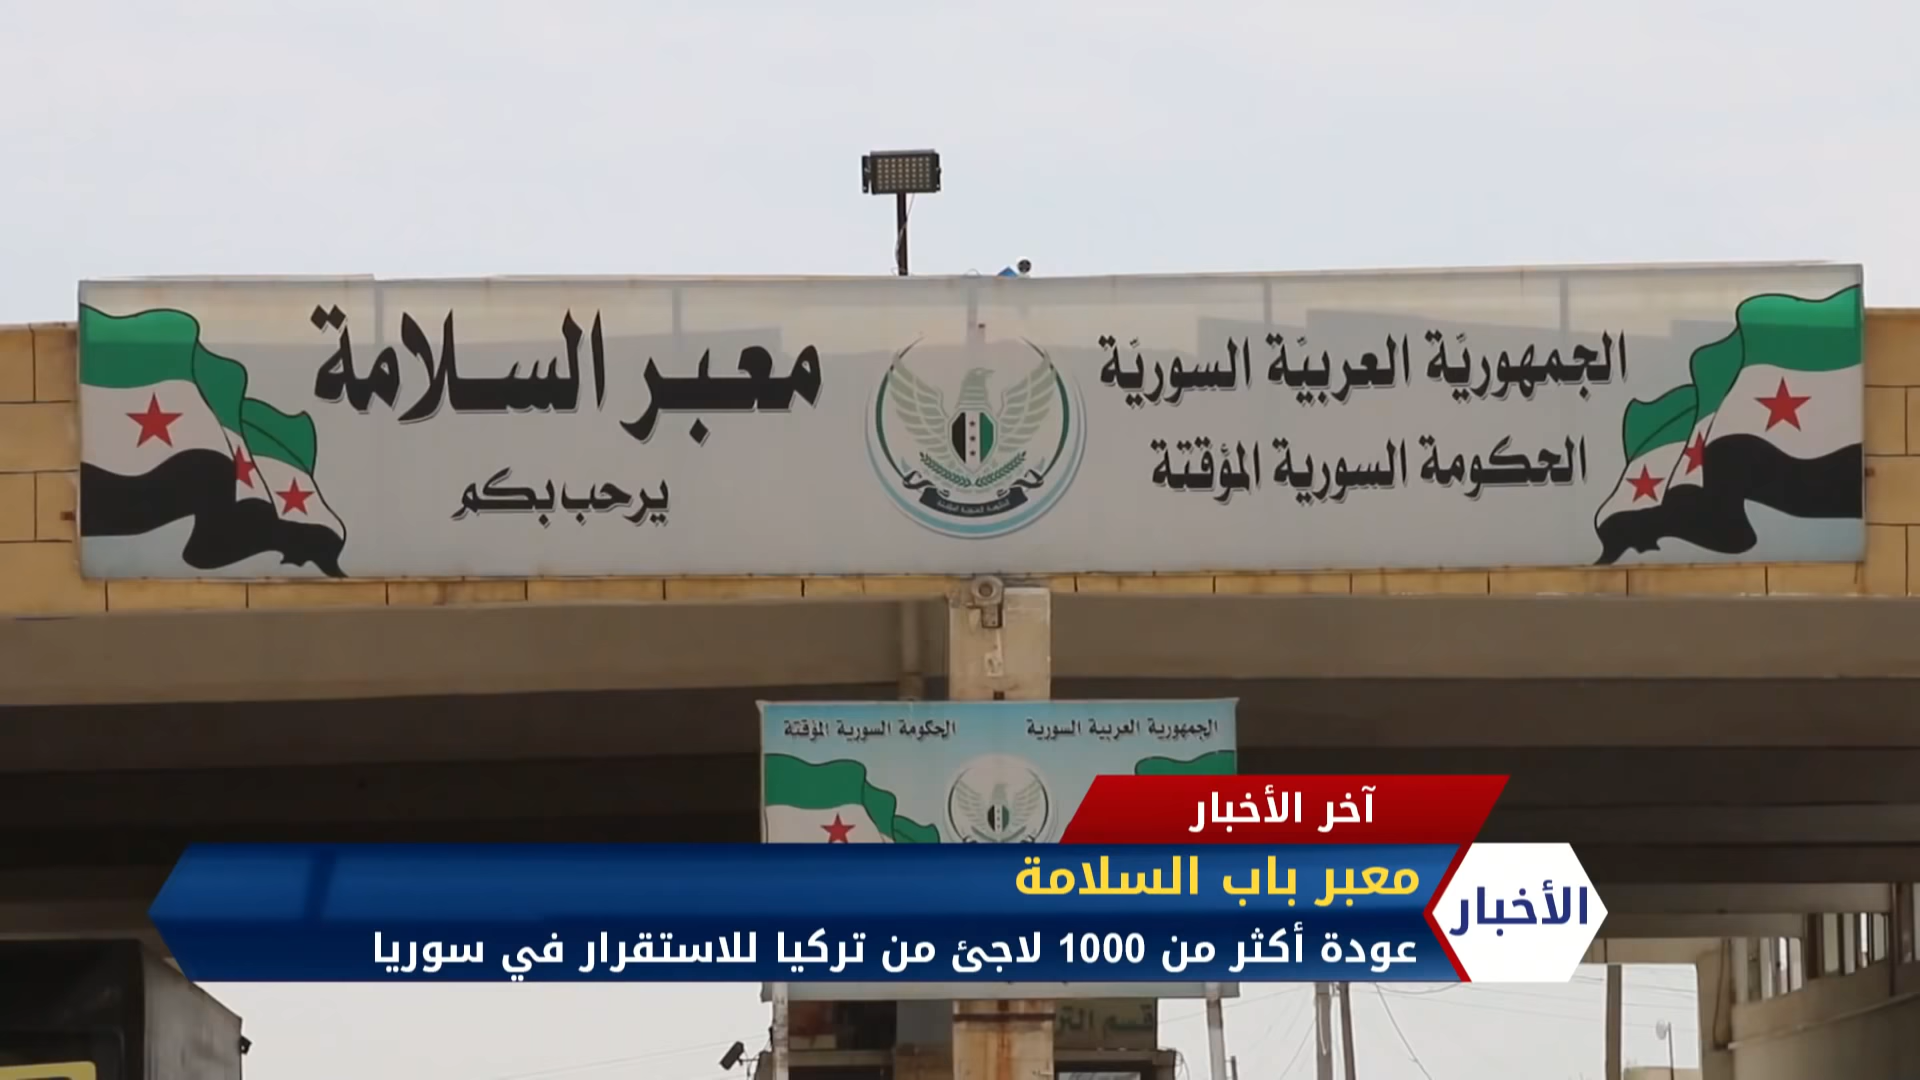 الجمهوريّة العربيّة السوريّة
الحكومة السورية المؤقتة
معبر السلامة
يرحب بكم
الجمهورية العربية السورية
الحكومة السورية المؤقتة
آخر الأخبار
معبر باب السلامة
عودة أكثر من 1000 لاجئ من تركيا للاستقرار في سوريا
الأخبار
قسم